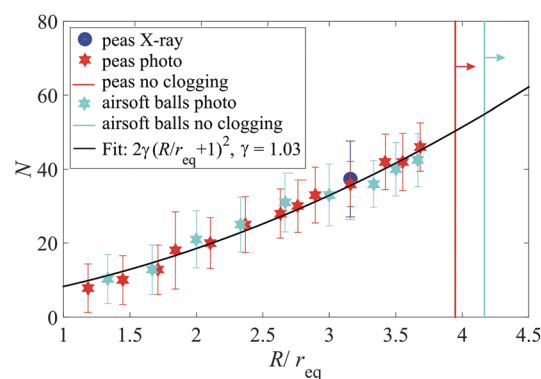 80
60
40
20
0
N
peas X-ray
peas photo
peas no clogging
airsoft balls photo
airsoft balls no clogging
Fit: 2γ(R/r_eq+1)², γ = 1.03
1 1.5 2 2.5 3 3.5 4 4.5
R/ r_eq